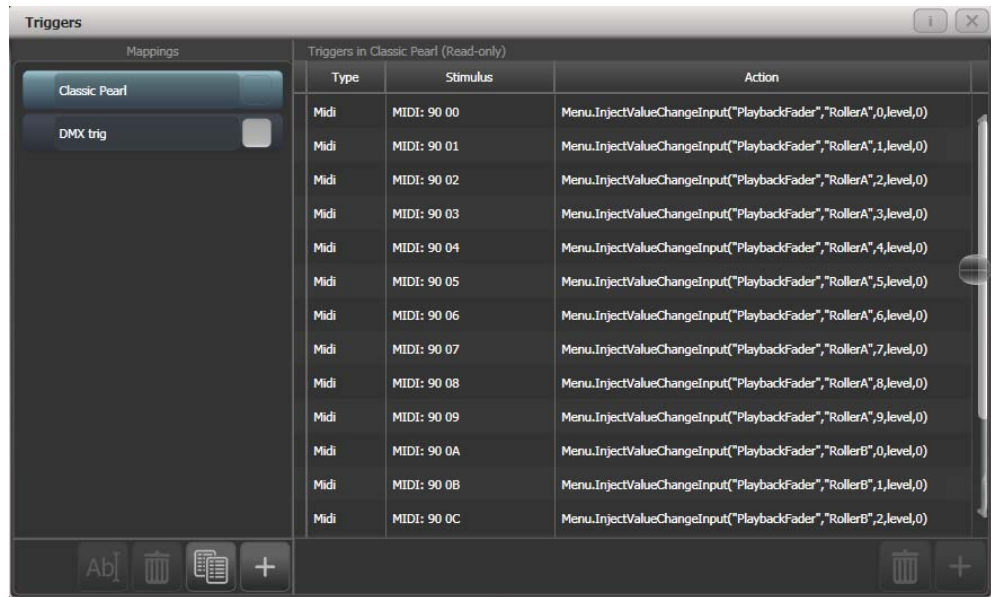 Triggers
i
Mappings
Triggers in Classic Pearl (Read-only)
Classic Pearl
DMX trig
Type Stimulus Action
Midi MIDI: 90 00 Menu.InjectValueChangeInput("PlaybackFader","RollerA",0,level,0)
Midi MIDI: 90 01 Menu.InjectValueChangeInput("PlaybackFader","RollerA",1,level,0)
Midi MIDI: 90 02 Menu.InjectValueChangeInput("PlaybackFader","RollerA",2,level,0)
Midi MIDI: 90 03 Menu.InjectValueChangeInput("PlaybackFader","RollerA",3,level,0)
Midi MIDI: 90 04 Menu.InjectValueChangeInput("PlaybackFader","RollerA",4,level,0)
Midi MIDI: 90 05 Menu.InjectValueChangeInput("PlaybackFader","RollerA",5,level,0)
Midi MIDI: 90 06 Menu.InjectValueChangeInput("PlaybackFader","RollerA",6,level,0)
Midi MIDI: 90 07 Menu.InjectValueChangeInput("PlaybackFader","RollerA",7,level,0)
Midi MIDI: 90 08 Menu.InjectValueChangeInput("PlaybackFader","RollerA",8,level,0)
Midi MIDI: 90 09 Menu.InjectValueChangeInput("PlaybackFader","RollerA",9,level,0)
Midi MIDI: 90 0A Menu.InjectValueChangeInput("PlaybackFader","RollerB",0,level,0)
Midi MIDI: 90 0B Menu.InjectValueChangeInput("PlaybackFader","RollerB",1,level,0)
Midi MIDI: 90 0C Menu.InjectValueChangeInput("PlaybackFader","RollerB",2,level,0)
Ab